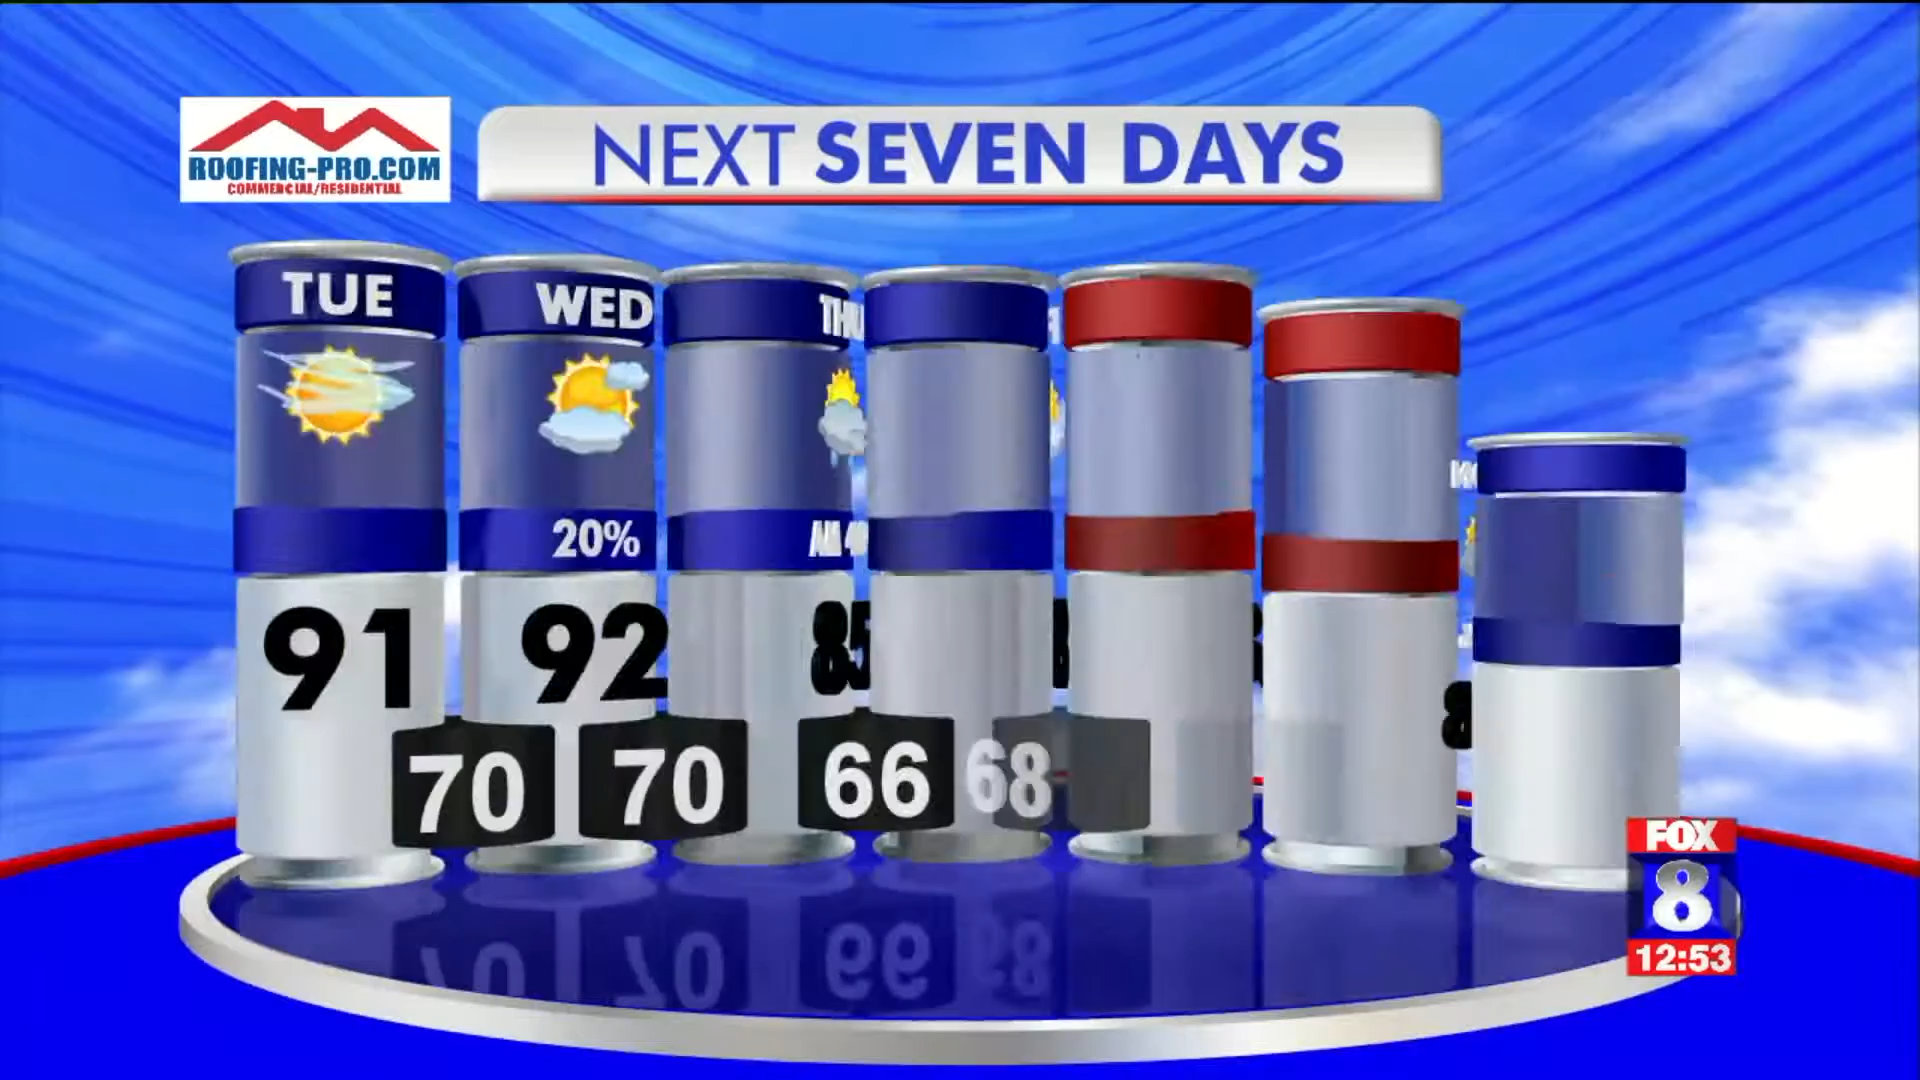 ROOFING-PRO.COM
COMMERCIAL/RESIDENTIAL
NEXT SEVEN DAYS
TUE
WED
20%
91
92
85
70
70
66
68
FOX
8
12:53